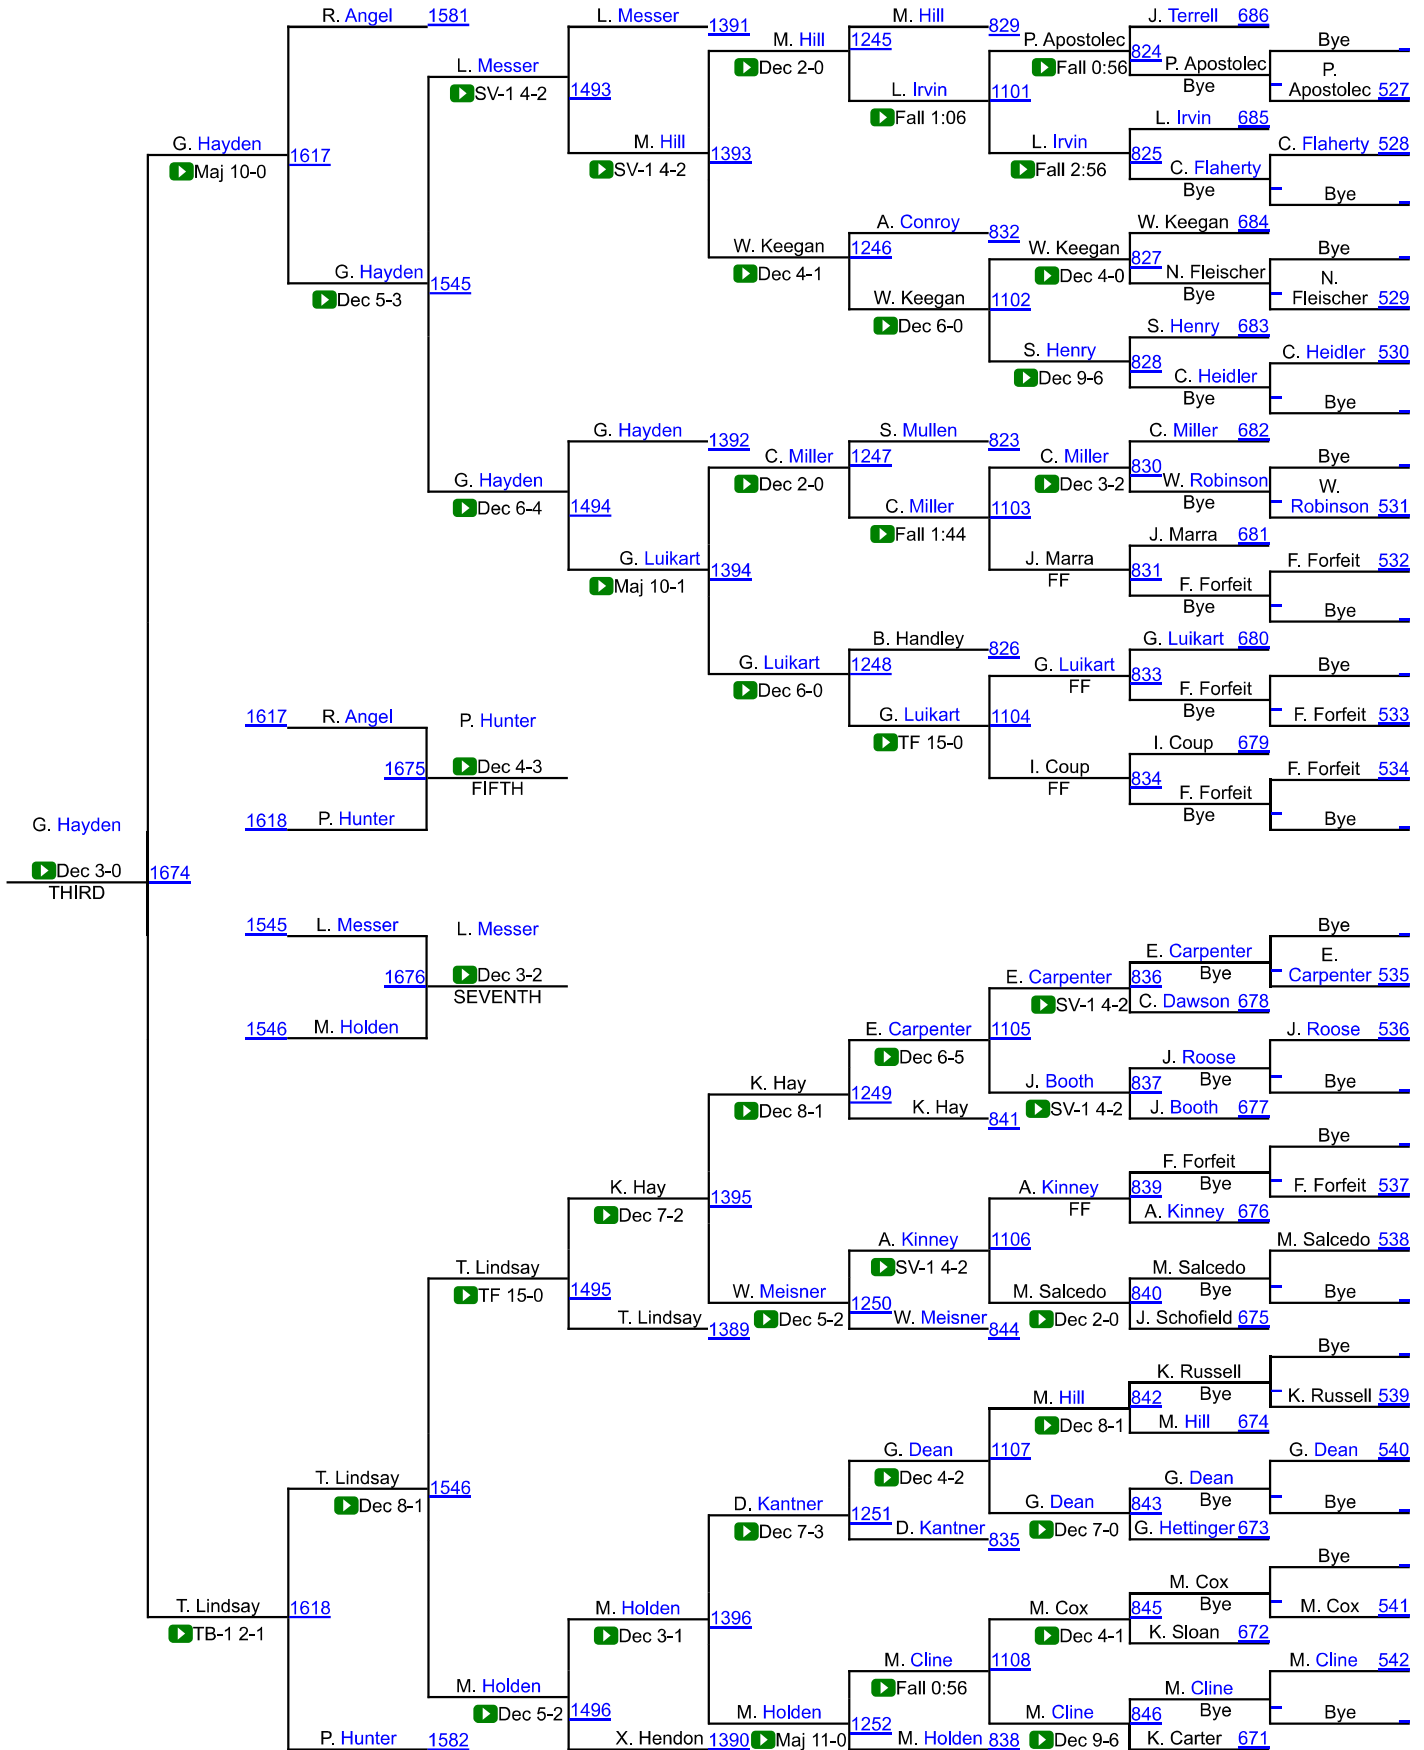 R. Angel 1581
L. Messer 1391
M. Hill 829
J. Terrell 686
M. Hill 1245
P. Apostolec 824
Bye
Dec 2-0
Fall 0:56
P. Apostolec
P.
L. Messer
SV-1 4-2 1493
L. Irvin 1101
Bye
Apostolec 527
Fall 1:06
L. Irvin 685
M. Hill 1393
L. Irvin 825
C. Flaherty 528
G. Hayden 1617
SV-1 4-2
Fall 2:56
C. Flaherty
Maj 10-0
Bye
Bye
A. Conroy 832
W. Keegan 684
W. Keegan 1246
W. Keegan 827
Bye
Dec 4-1
Dec 4-0
N. Fleischer
N.
G. Hayden 1545
W. Keegan 1102
Bye
Fleischer 529
Dec 5-3
Dec 6-0
S. Henry 683
S. Henry 828
C. Heidler 530
Dec 9-6
C. Heidler
Bye
Bye
G. Hayden 1392
S. Mullen 823
C. Miller 682
C. Miller 1247
C. Miller 830
Bye
G. Hayden
Dec 2-0
Dec 3-2
W. Robinson
W.
Dec 6-4 1494
C. Miller 1103
Bye
Robinson 531
Fall 1:44
J. Marra 681
G. Luikart 1394
J. Marra 831
F. Forfeit 532
Maj 10-1
FF
F. Forfeit
Bye
Bye
B. Handley 826
G. Luikart 680
G. Luikart 1248
G. Luikart 833
Bye
Dec 6-0
FF
F. Forfeit
1617 R. Angel
P. Hunter
G. Luikart 1104
Bye
F. Forfeit 533
TF 15-0
I. Coup 679
1675
Dec 4-3
I. Coup 834
F. Forfeit 534
FIFTH
FF
F. Forfeit
1618 P. Hunter
Bye
Bye
G. Hayden
Dec 3-0 1674
THIRD
1545 L. Messer
L. Messer
Bye
E. Carpenter
E.
1676
Dec 3-2
E. Carpenter 836
Bye
Carpenter 535
SEVENTH
SV-1 4-2
C. Dawson 678
1546 M. Holden
E. Carpenter 1105
J. Roose 536
Dec 6-5
J. Roose
K. Hay 1249
J. Booth 837
Bye
Bye
Dec 8-1
K. Hay 841
SV-1 4-2
J. Booth 677
Bye
F. Forfeit
K. Hay 1395
A. Kinney 839
Bye
F. Forfeit 537
Dec 7-2
FF
A. Kinney 676
A. Kinney 1106
M. Salcedo 538
T. Lindsay
SV-1 4-2
M. Salcedo
TF 15-0 1495
W. Meisner 1250
M. Salcedo 840
Bye
Bye
T. Lindsay 1389
Dec 5-2
W. Meisner 844
Dec 2-0
J. Schofield 675
Bye
K. Russell
M. Hill 842
Bye
K. Russell 539
Dec 8-1
M. Hill 674
G. Dean 1107
G. Dean 540
T. Lindsay 1546
Dec 4-2
G. Dean
Dec 8-1
D. Kantner 1251
G. Dean 843
Bye
Bye
Dec 7-3
D. Kantner 835
Dec 7-0
G. Hettinger 673
Bye
M. Cox
T. Lindsay 1618
M. Holden 1396
M. Cox 845
Bye
M. Cox 541
TB-1 2-1
Dec 3-1
Dec 4-1
K. Sloan 672
M. Cline 1108
M. Cline 542
M. Holden
Fall 0:56
M. Cline
Dec 5-2 1496
M. Holden 1252
M. Cline 846
Bye
Bye
P. Hunter 1582
X. Hendon 1390
Maj 11-0
M. Holden 838
Dec 9-6
K. Carter 671